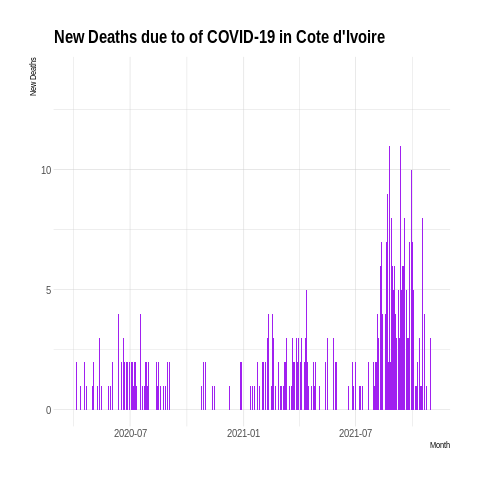 New Deaths due to of COVID-19 in Cote d'Ivoire
New Deaths
10
5
0
2020-07
2021-01
2021-07
Month